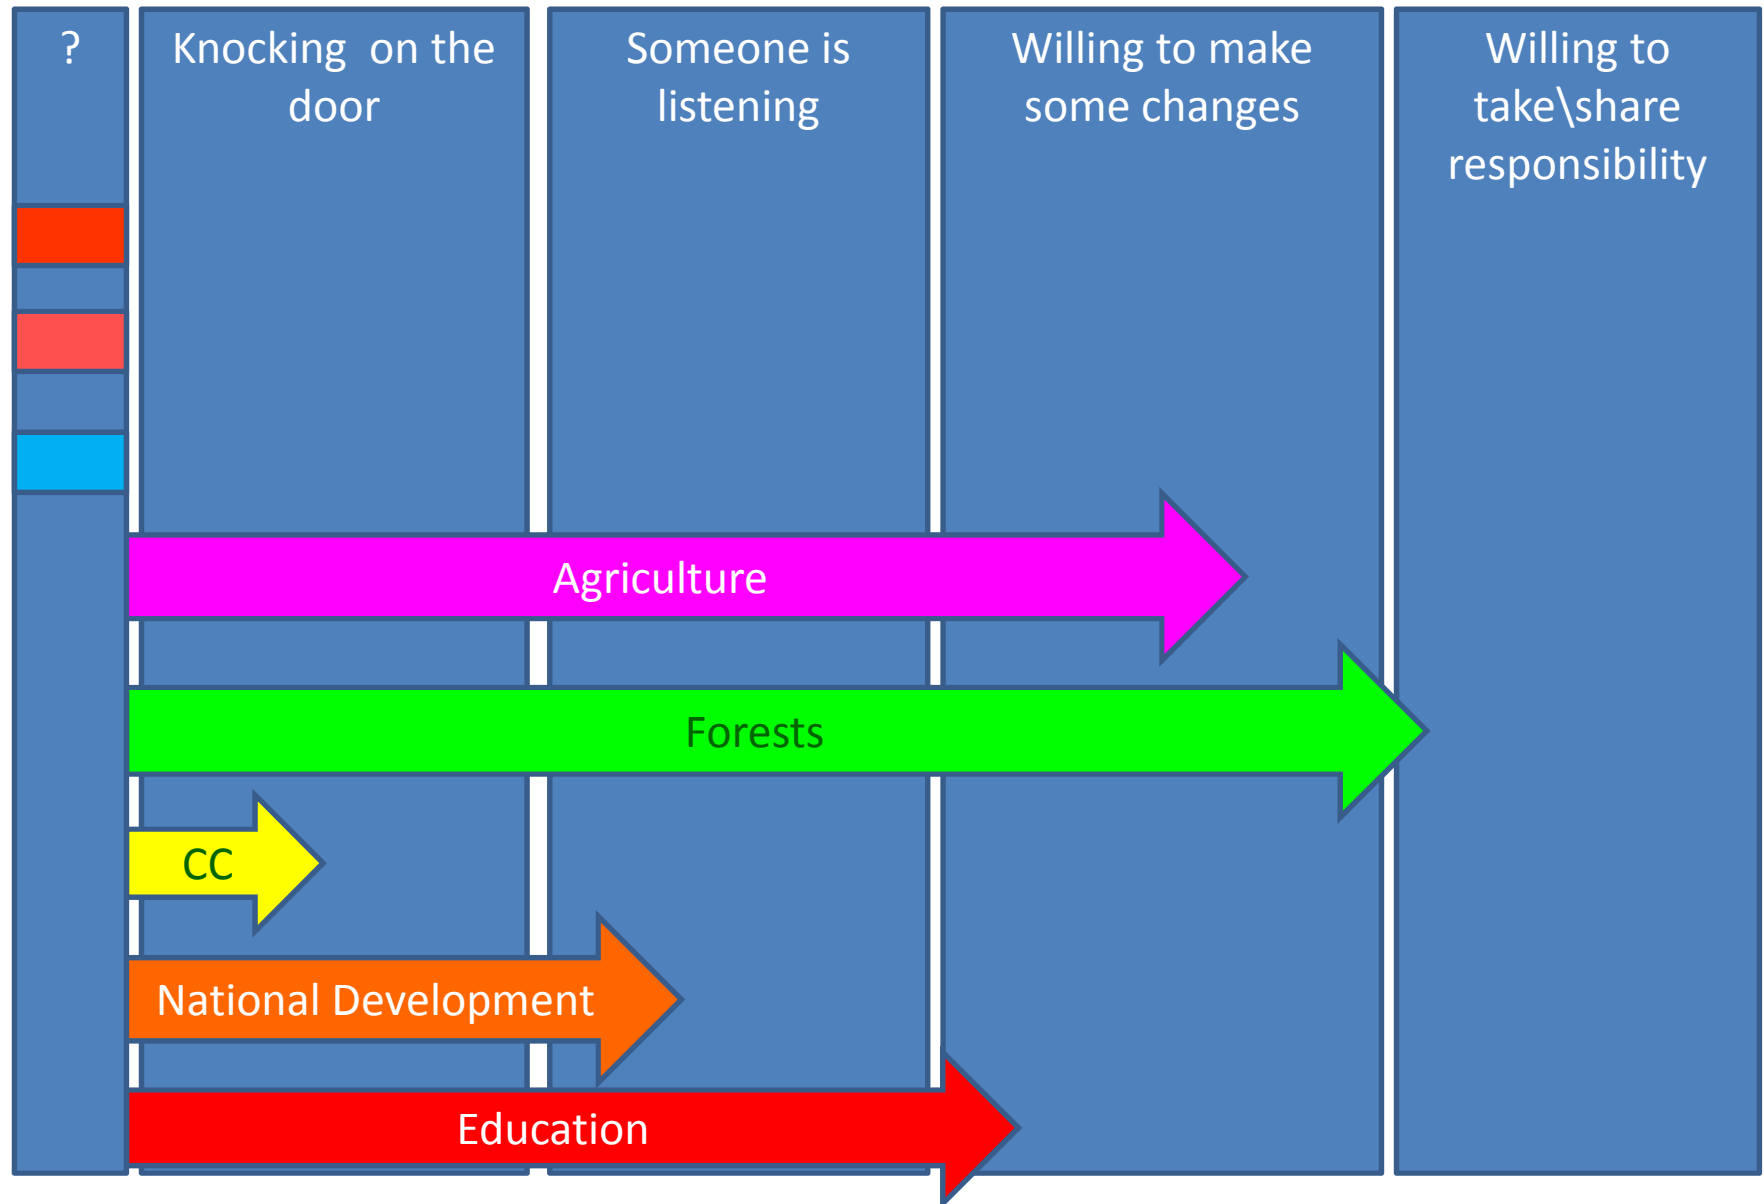 ?
Knocking  on the
door
Someone is
listening
Willing to make
some changes
Willing to
take\share
responsibility
Agriculture
Forests
CC
National Development
Education